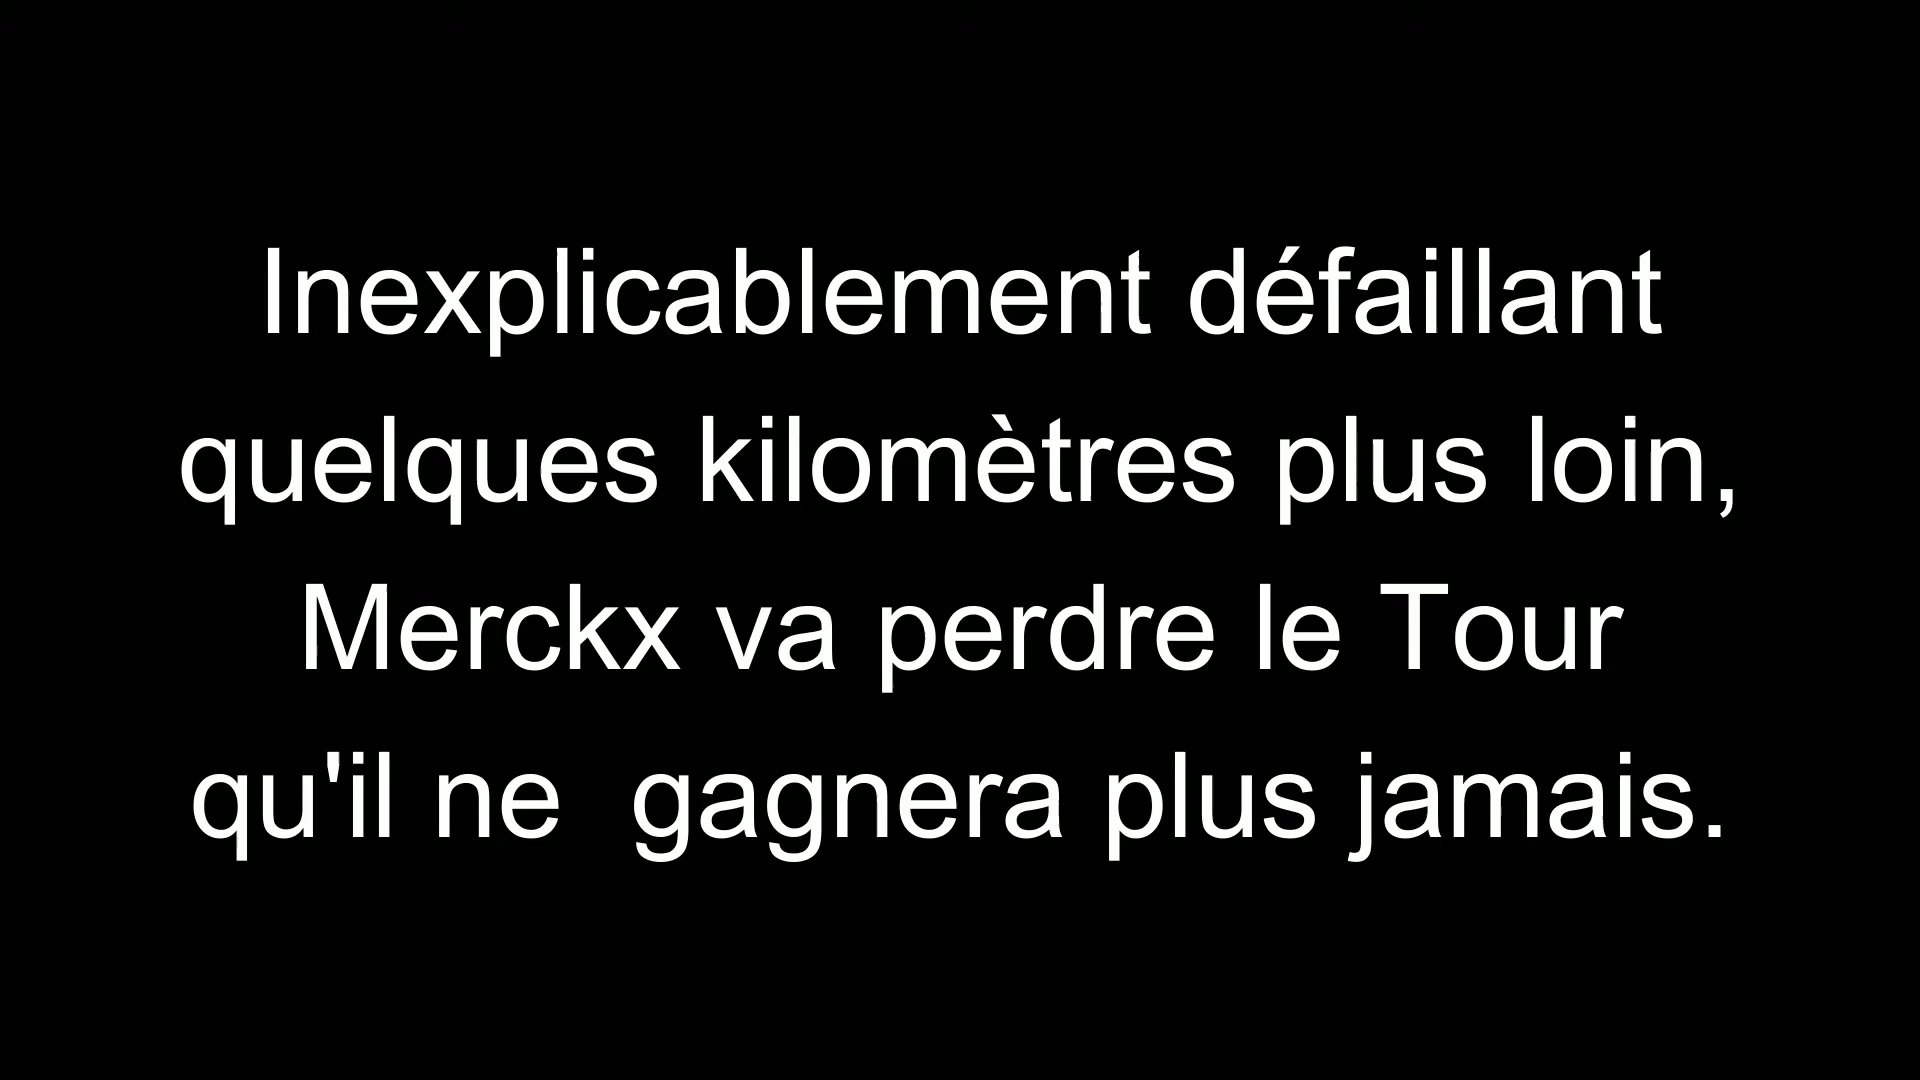 Inexplicablement défaillant
quelques kilomètres plus loin,
Merckx va perdre le Tour
qu'il ne  gagnera plus jamais.